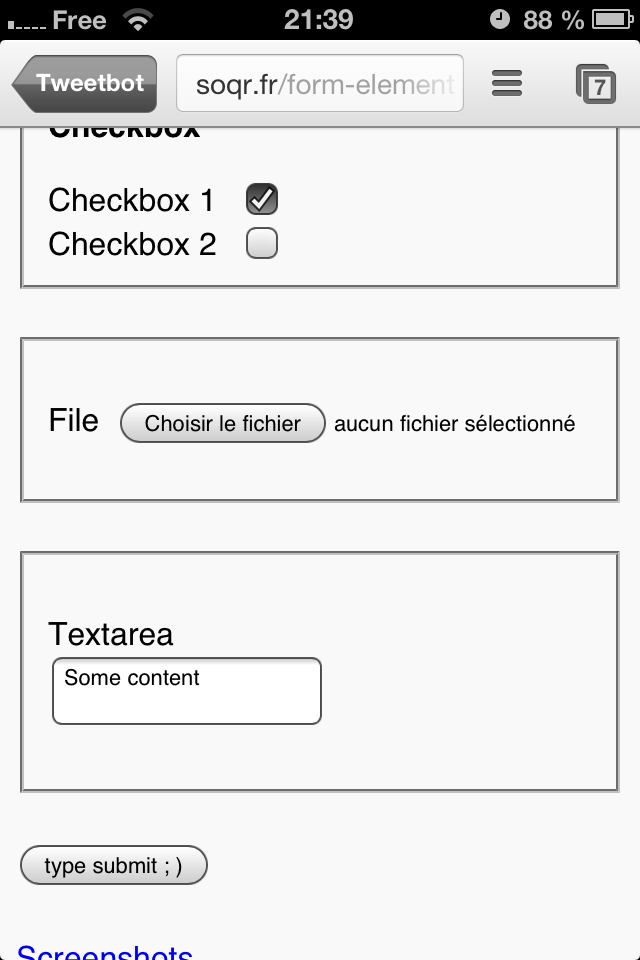 Free 21:39 88 %
Tweetbot soqr.fr/form-element 7
Checkbox
Checkbox 1
Checkbox 2
File Choisir le fichier aucun fichier sélectionné
Textarea
Some content
type submit ; )
Screenshots